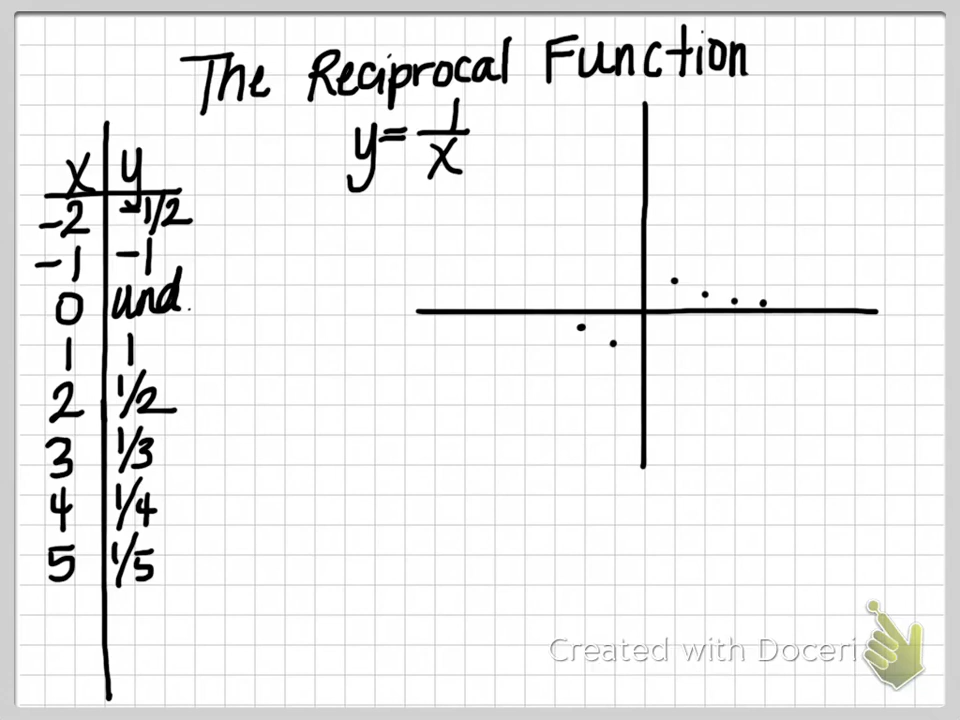 The Reciprocal Function
y = 1/x
x y
-2 -1/2
-1 -1
0 und.
1 1
2 1/2
3 1/3
4 1/4
5 1/5
Created with Doceri